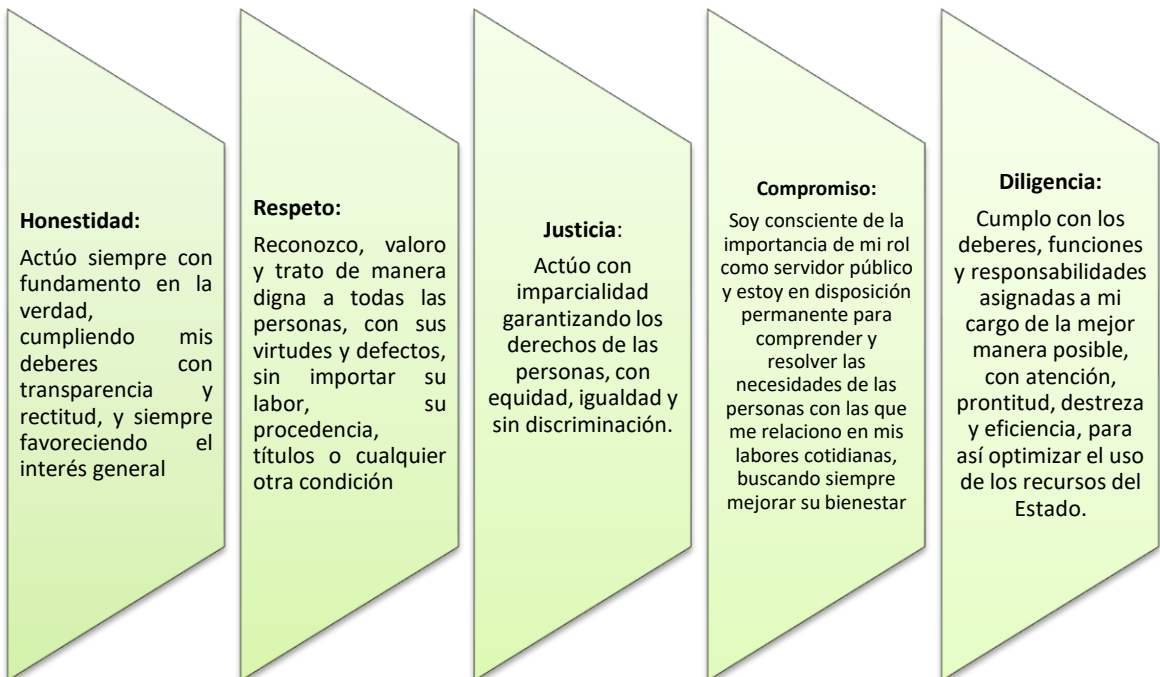 Honestidad:
Actúo siempre con
fundamento en la
verdad,
cumpliendo mis
deberes con
transparencia y
rectitud, y siempre
favoreciendo el
interés general
Respeto:
Reconozco, valoro
y trato de manera
digna a todas las
personas, con sus
virtudes y defectos,
sin importar su
labor, su
procedencia,
títulos o cualquier
otra condición
Justicia:
Actúo con
imparcialidad
garantizando los
derechos de las
personas, con
equidad, igualdad y
sin discriminación.
Compromiso:
Soy consciente de la
importancia de mi rol
como servidor público
y estoy en disposición
permanente para
comprender y
resolver las
necesidades de las
personas con las que
me relaciono en mis
labores cotidianas,
buscando siempre
mejorar su bienestar
Diligencia:
Cumplo con los
deberes, funciones
y responsabilidades
asignadas a mi
cargo de la mejor
manera posible,
con atención,
prontitud, destreza
y eficiencia, para
así optimizar el uso
de los recursos del
Estado.